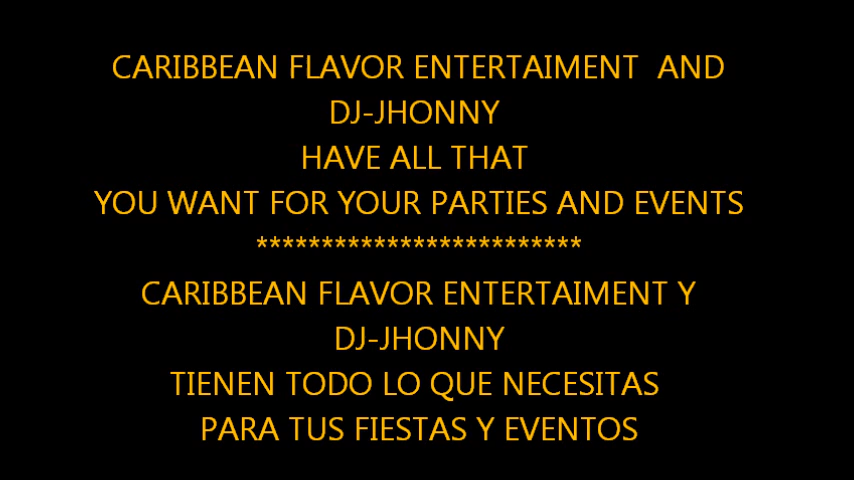 CARIBBEAN FLAVOR ENTERTAIMENT  AND
DJ-JHONNY
HAVE ALL THAT
YOU WANT FOR YOUR PARTIES AND EVENTS
*************************
CARIBBEAN FLAVOR ENTERTAIMENT Y
DJ-JHONNY
TIENEN TODO LO QUE NECESITAS
PARA TUS FIESTAS Y EVENTOS